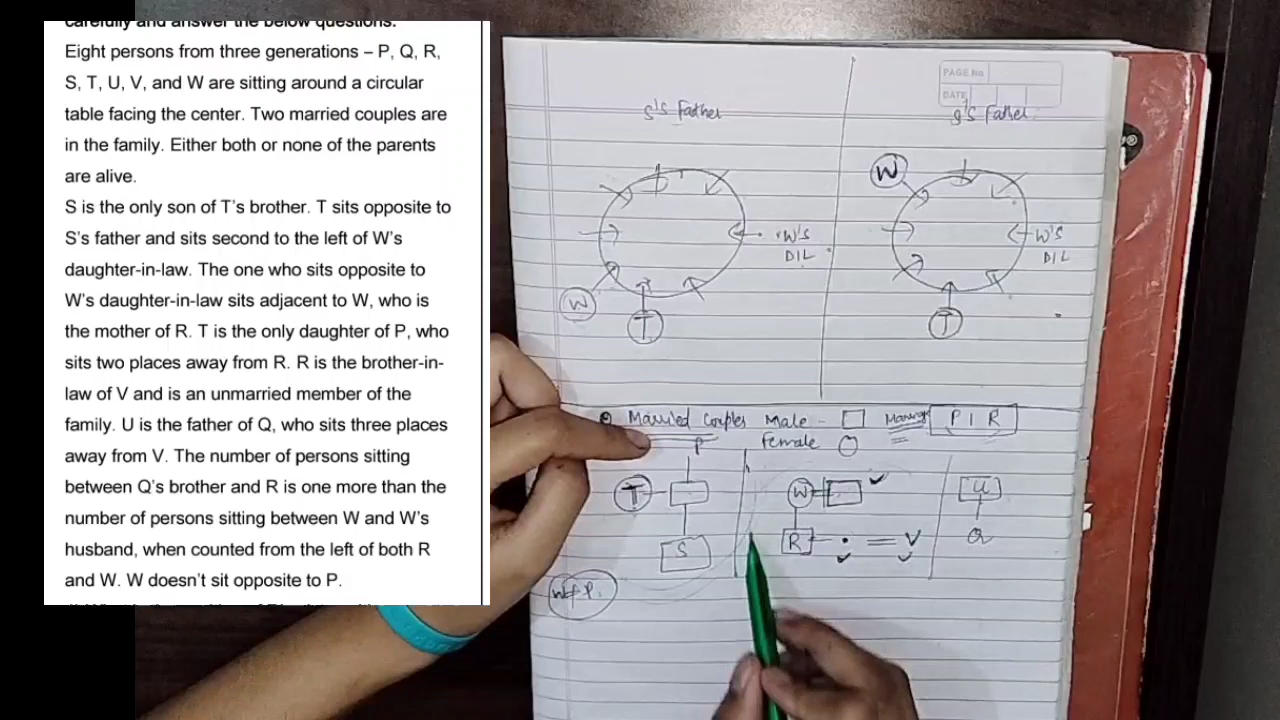 carefully and answer the below questions.
Eight persons from three generations – P, Q, R,
S, T, U, V, and W are sitting around a circular
table facing the center. Two married couples are
in the family. Either both or none of the parents
are alive.
S is the only son of T's brother. T sits opposite to
S's father and sits second to the left of W's
daughter-in-law. The one who sits opposite to
W's daughter-in-law sits adjacent to W, who is
the mother of R. T is the only daughter of P, who
sits two places away from R. R is the brother-in-
law of V and is an unmarried member of the
family. U is the father of Q, who sits three places
away from V. The number of persons sitting
between Q's brother and R is one more than the
number of persons sitting between W and W's
husband, when counted from the left of both R
and W. W doesn't sit opposite to P.
PAGE NO
DATE
S's Father
S's Father
W
W
W's
DIL
W's
DIL
T
T
Married Couples Male - P | R
Female
P
T
W
U
S
R = V
Q
W≠P.